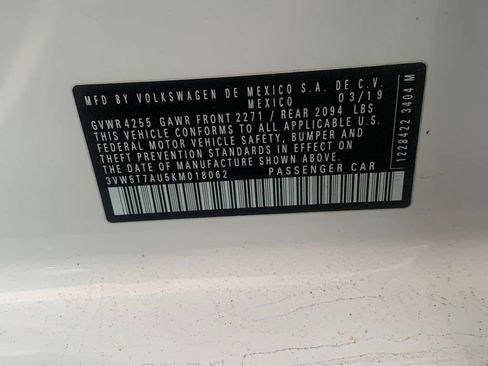 MFD BY VOLKSWAGEN DE MEXICO S.A. DE C.V.
MEXICO 03/19
GVWR 4255 GAWR FRONT 2271 / REAR 2094 LBS
THIS VEHICLE CONFORMS TO ALL APPLICABLE U.S.
FEDERAL MOTOR VEHICLE SAFETY, BUMPER AND
THEFT PREVENTION STANDARDS IN EFFECT ON
THE DATE OF MANUFACTURE SHOWN ABOVE.
3VW5T7AU5KM018062 PASSENGER CAR
1228422 3404 M